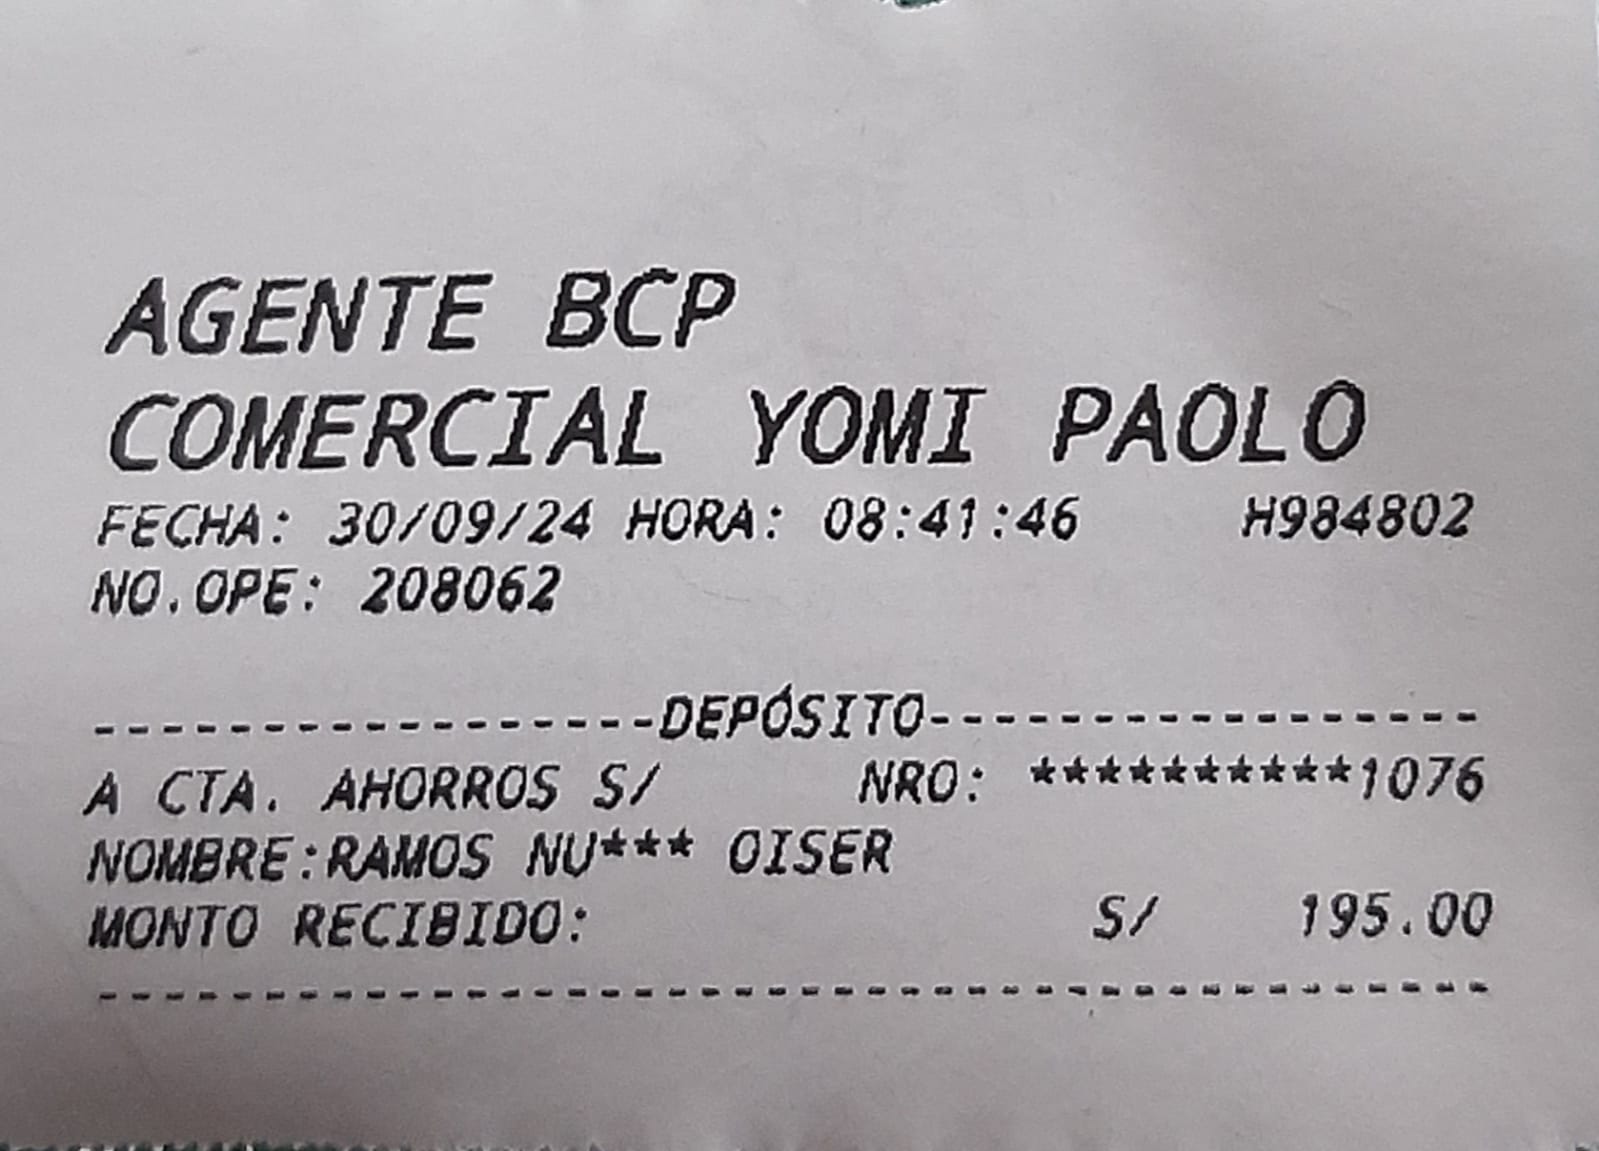 AGENTE BCP
COMERCIAL YOMI PAOLO
FECHA: 30/09/24 HORA: 08:41:46 H984802
NO.OPE: 208062
-----------------DEPÓSITO-----------------
A CTA. AHORROS S/ NRO: **********1076
NOMBRE:RAMOS NU*** OISER
MONTO RECIBIDO: S/ 195.00
------------------------------------------